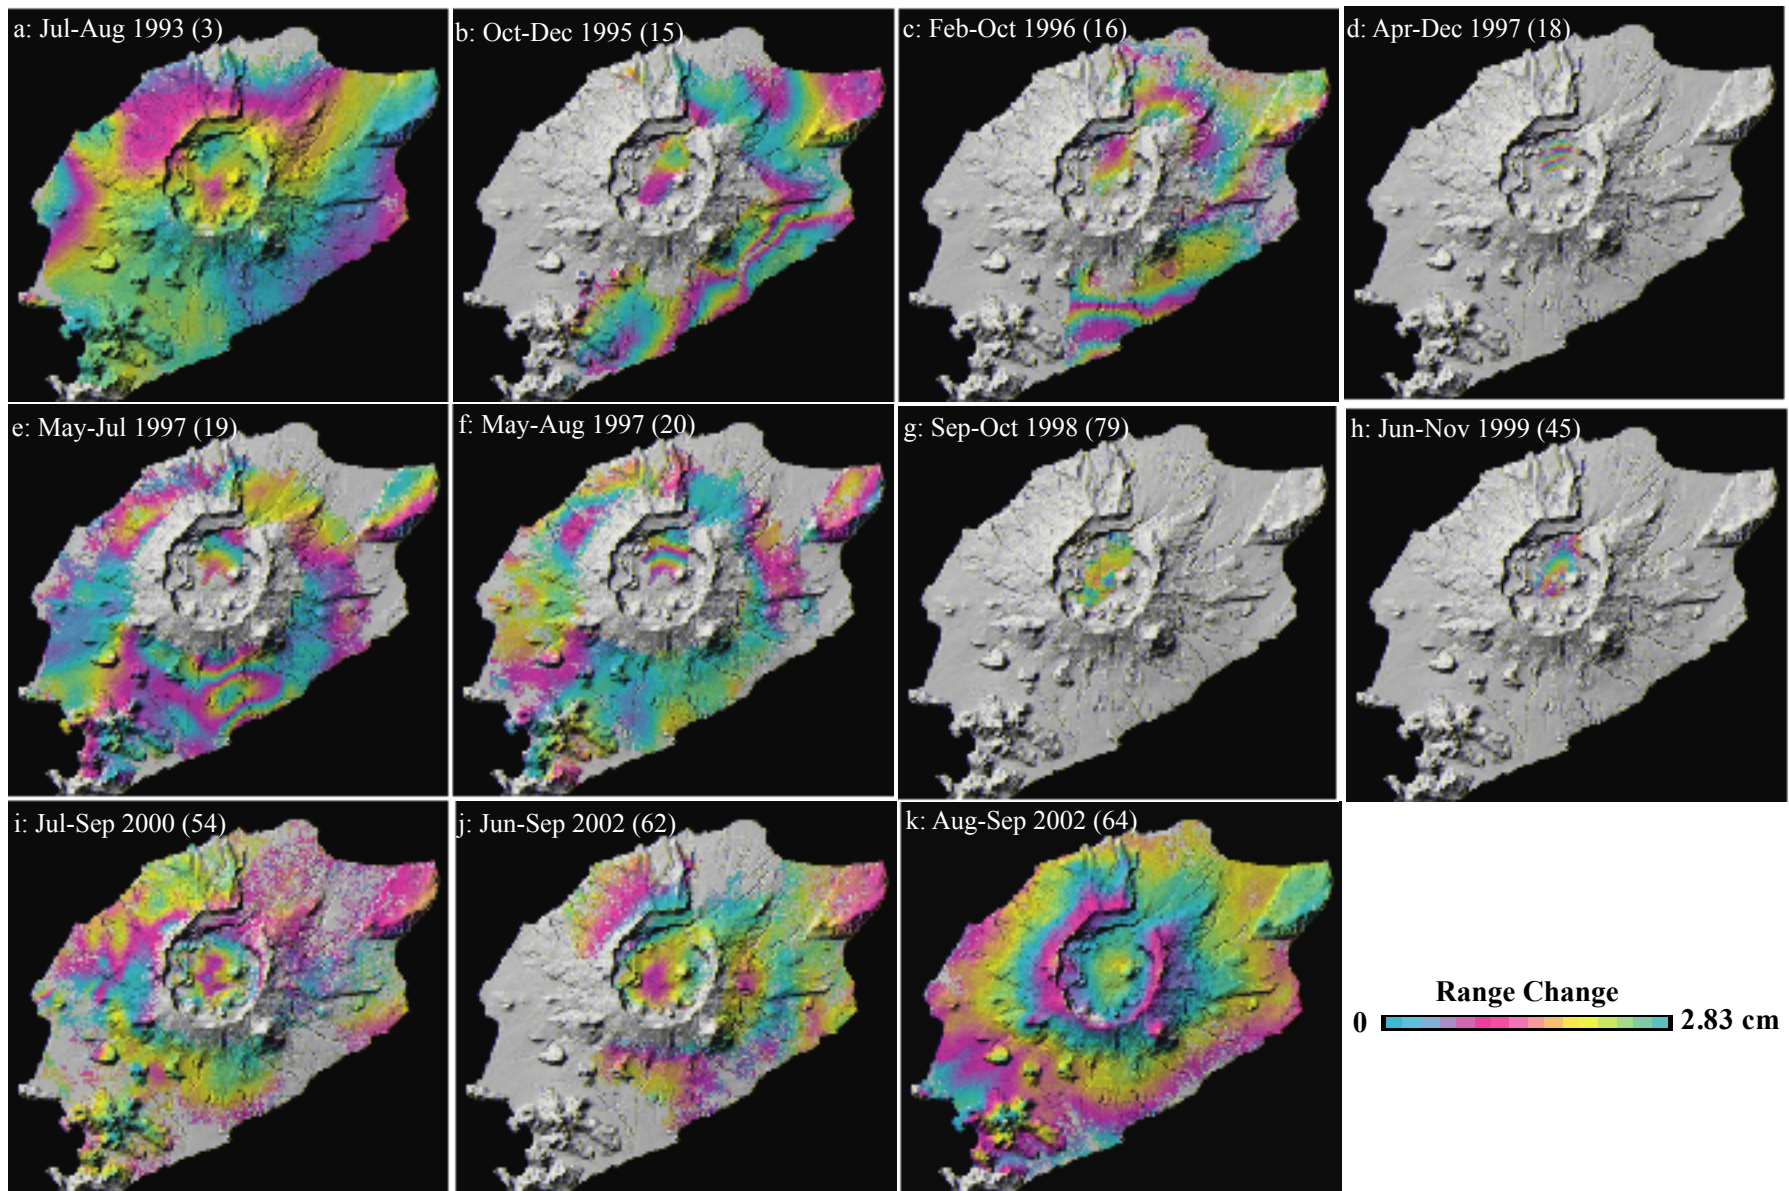 a: Jul-Aug 1993 (3)
b: Oct-Dec 1995 (15)
c: Feb-Oct 1996 (16)
d: Apr-Dec 1997 (18)
e: May-Jul 1997 (19)
f: May-Aug 1997 (20)
g: Sep-Oct 1998 (79)
h: Jun-Nov 1999 (45)
i: Jul-Sep 2000 (54)
j: Jun-Sep 2002 (62)
k: Aug-Sep 2002 (64)
Range Change
0 2.83 cm